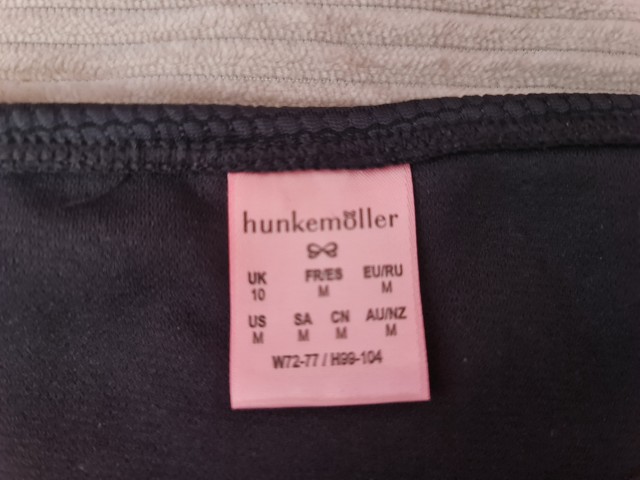 hunkemöller
UK FR/ES EU/RU
10 M M
US SA CN AU/NZ
M M M M
W72-77 / H99-104